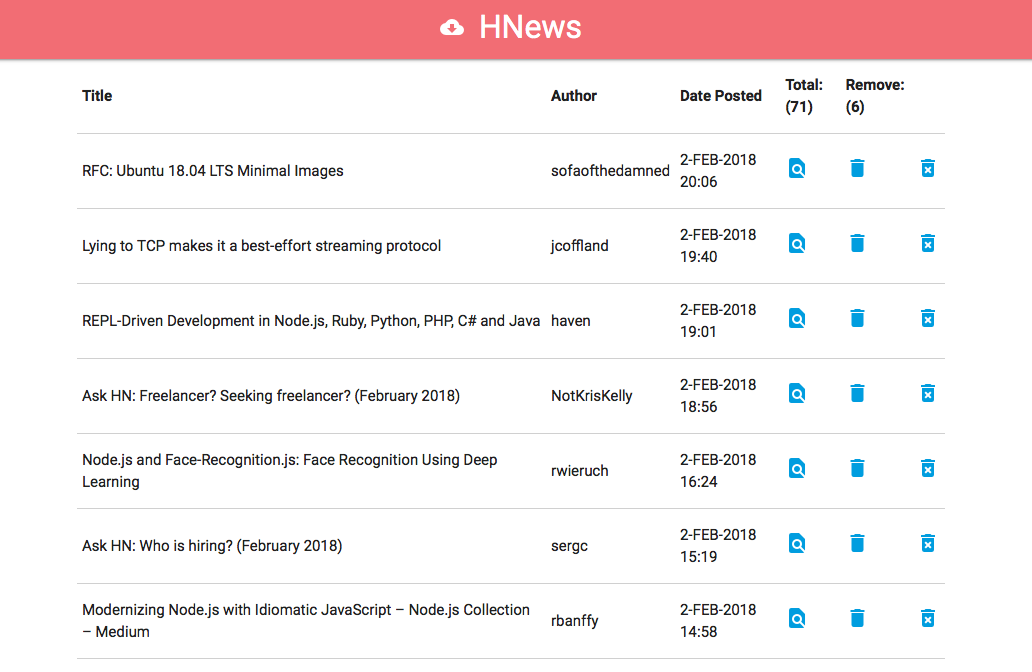 HNews
Title Author Date Posted Total: (71) Remove: (6)
RFC: Ubuntu 18.04 LTS Minimal Images sofaofthedamned 2-FEB-2018 20:06
Lying to TCP makes it a best-effort streaming protocol jcoffland 2-FEB-2018 19:40
REPL-Driven Development in Node.js, Ruby, Python, PHP, C# and Java haven 2-FEB-2018 19:01
Ask HN: Freelancer? Seeking freelancer? (February 2018) NotKrisKelly 2-FEB-2018 18:56
Node.js and Face-Recognition.js: Face Recognition Using Deep
Learning rwieruch 2-FEB-2018 16:24
Ask HN: Who is hiring? (February 2018) sergc 2-FEB-2018 15:19
Modernizing Node.js with Idiomatic JavaScript – Node.js Collection
– Medium rbanffy 2-FEB-2018 14:58